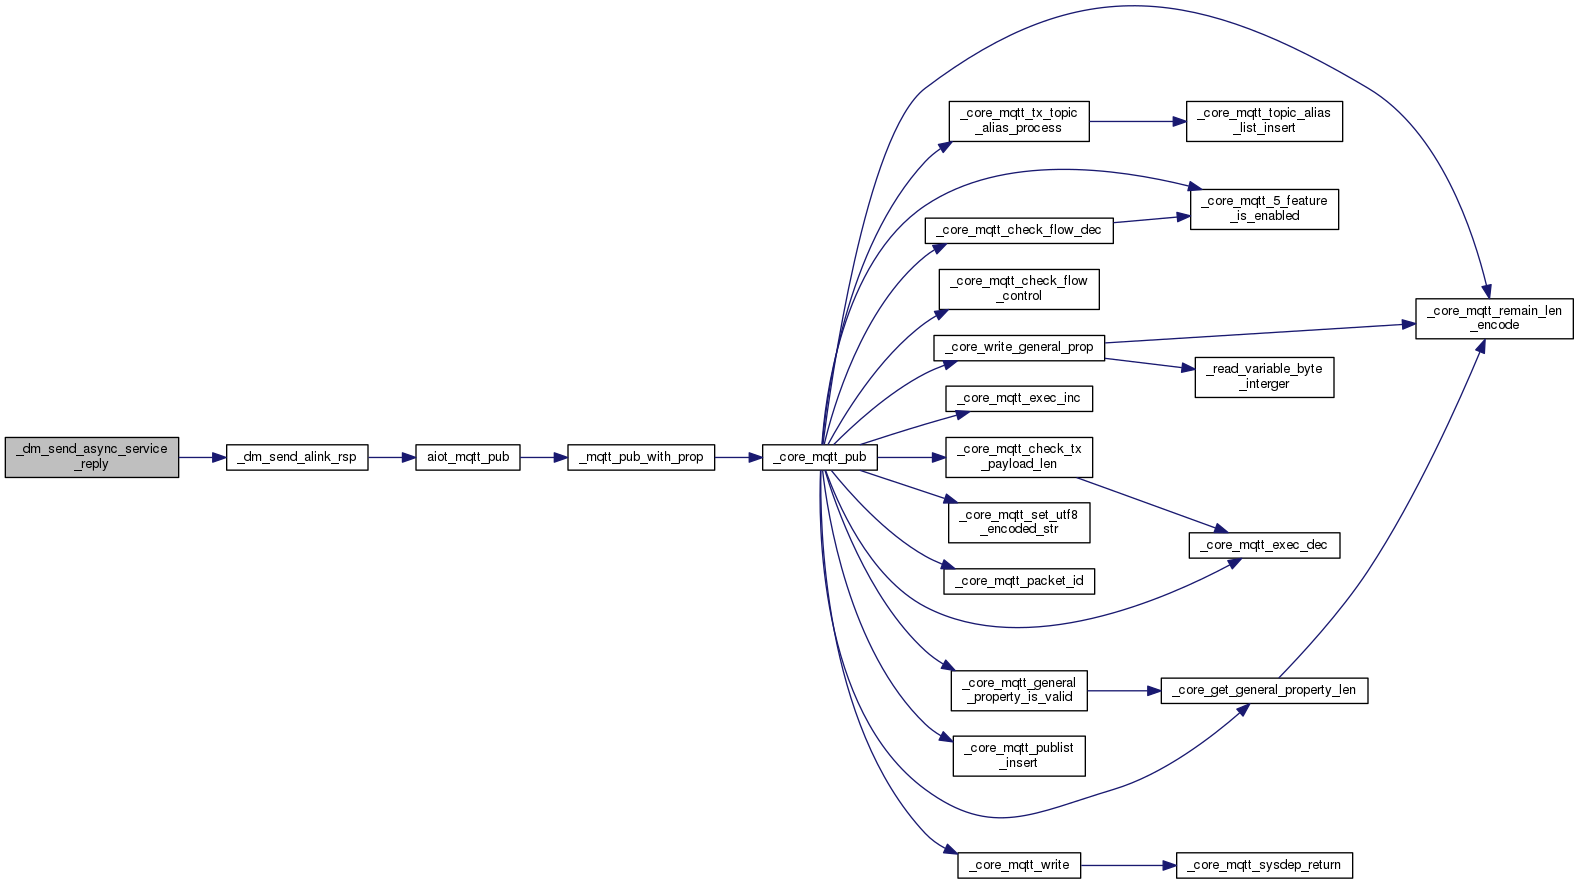 _dm_send_async_service
_reply
_dm_send_alink_rsp
aiot_mqtt_pub
_mqtt_pub_with_prop
_core_mqtt_pub
_core_mqtt_tx_topic
_alias_process
_core_mqtt_topic_alias
_list_insert
_core_mqtt_5_feature
_is_enabled
_core_mqtt_check_flow_dec
_core_mqtt_check_flow
_control
_core_mqtt_remain_len
_encode
_core_write_general_prop
_read_variable_byte
_interger
_core_mqtt_exec_inc
_core_mqtt_check_tx
_payload_len
_core_mqtt_set_utf8
_encoded_str
_core_mqtt_exec_dec
_core_mqtt_packet_id
_core_mqtt_general
_property_is_valid
_core_get_general_property_len
_core_mqtt_publist
_insert
_core_mqtt_write
_core_mqtt_sysdep_return